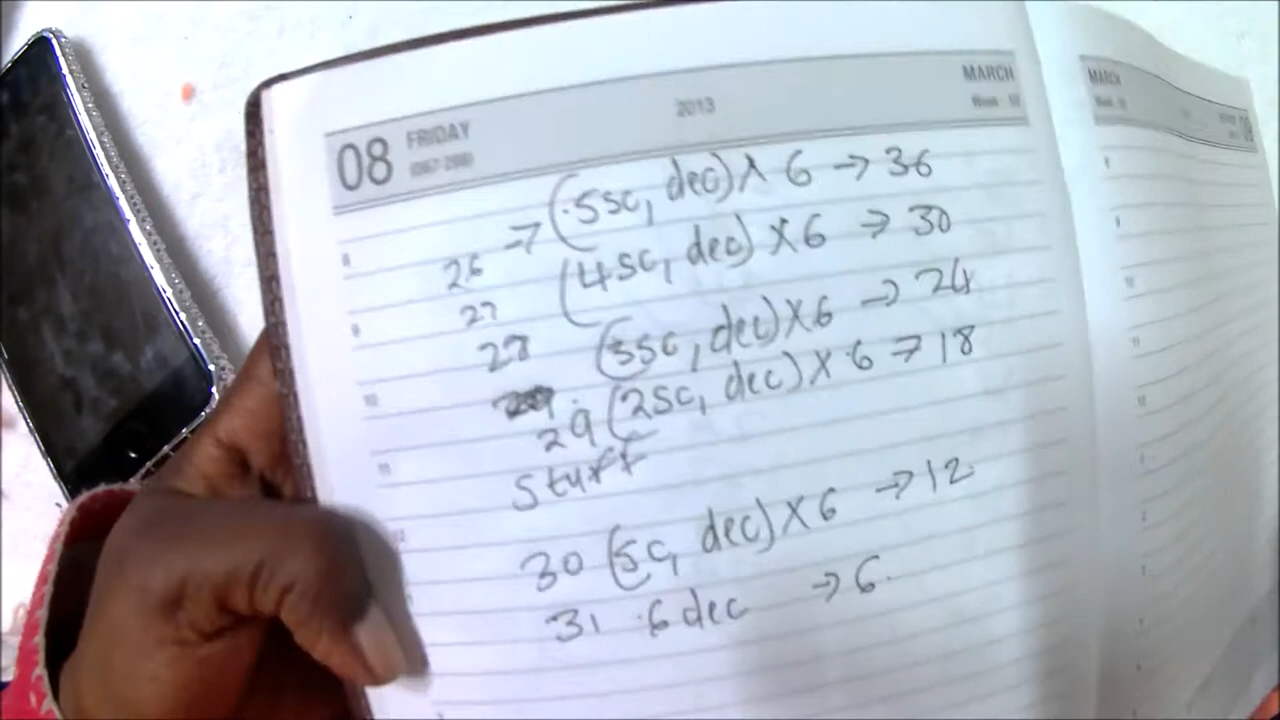 08 FRIDAY 2013 MARCH
26 → (5sc, dec) X 6 → 36
27 (4sc, dec) X 6 → 30
28 (3sc, dec) X 6 → 24
29 (2sc, dec) X 6 → 18
Stuff
30 (sc, dec) X 6 → 12
31 6 dec → 6
MARCH
09